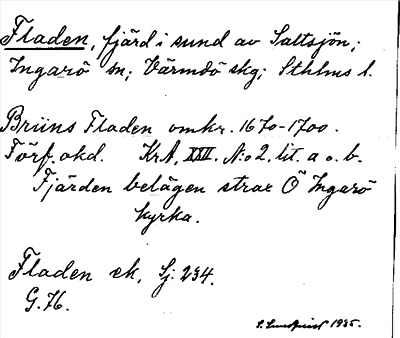 Fladen, fjärd i sund av Saltsjön;
Ingarö sn; Värmdö skg; Sthlms l.
Brüns Fladen omkr. 1670-1700.
Förf. okd. KrA, XXX. N:o 2, lit. a o. b.
Fjärden belägen strax Ö Ingarö
kyrka.
Fladen ek, Sj. 234.
G. 76.
S. 1935.